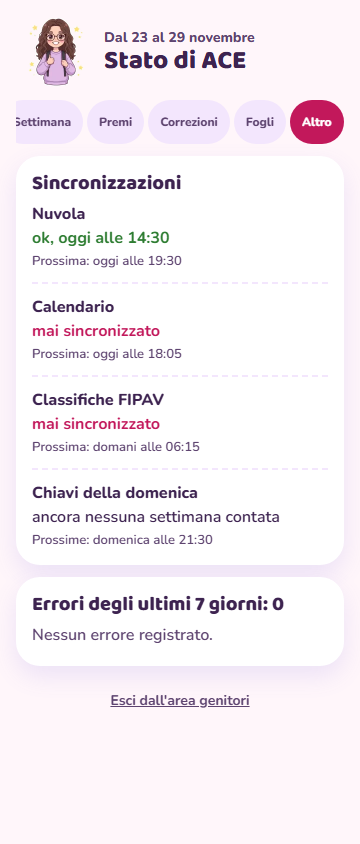 Dal 23 al 29 novembre
Stato di ACE
Settimana
Premi
Correzioni
Fogli
Altro
Sincronizzazioni
Nuvola
ok, oggi alle 14:30
Prossima: oggi alle 19:30
Calendario
mai sincronizzato
Prossima: oggi alle 18:05
Classifiche FIPAV
mai sincronizzato
Prossima: domani alle 06:15
Chiavi della domenica
ancora nessuna settimana contata
Prossime: domenica alle 21:30
Errori degli ultimi 7 giorni: 0
Nessun errore registrato.
Esci dall'area genitori